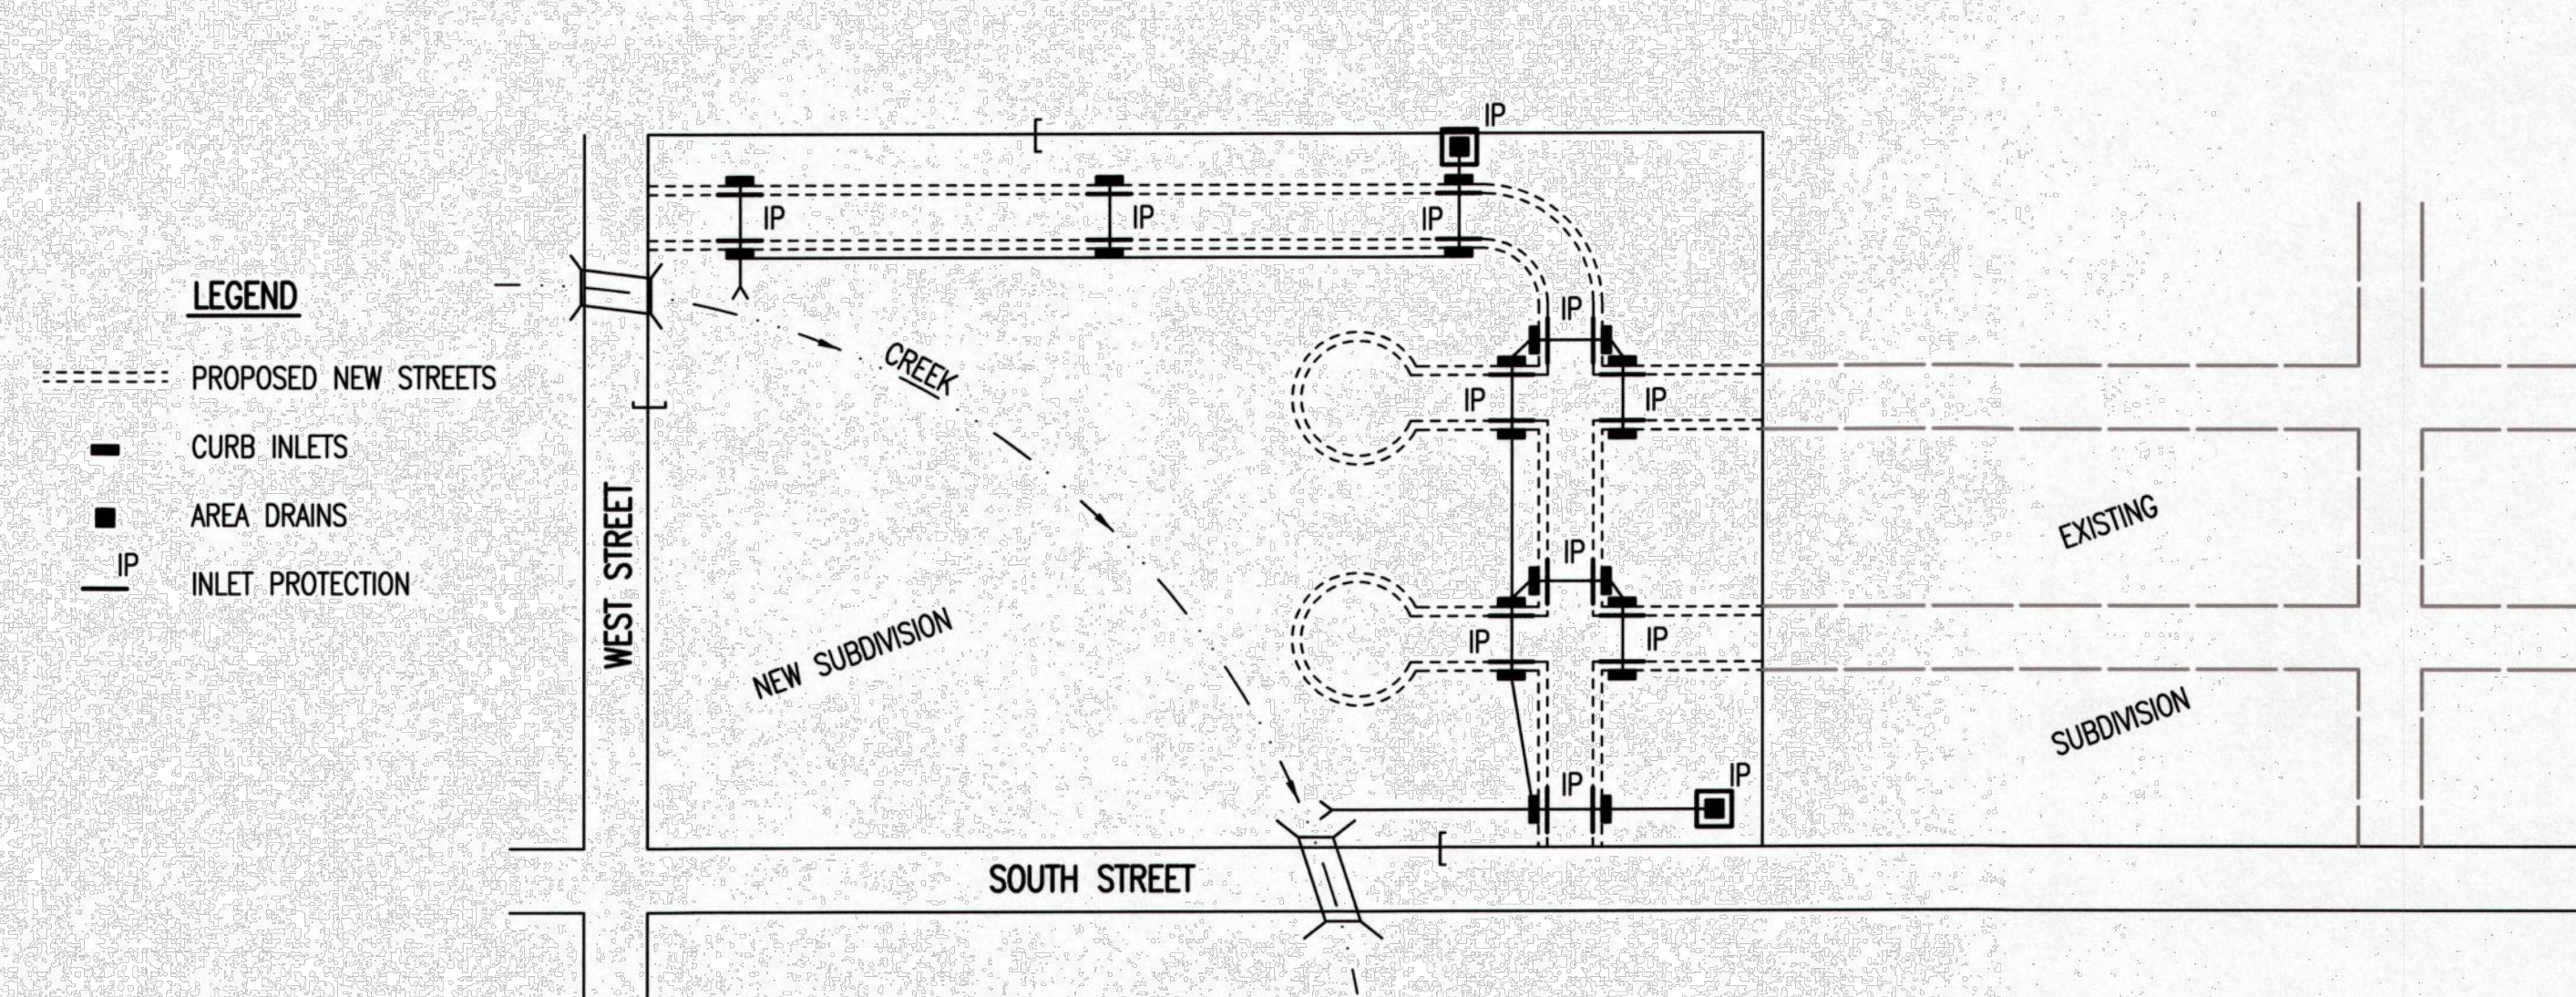 LEGEND
PROPOSED NEW STREETS
CURB INLETS
AREA DRAINS
IP
INLET PROTECTION
WEST STREET
IP
IP
IP
IP
CREEK
IP
IP
IP
NEW SUBDIVISION
IP
IP
IP
IP
IP
SOUTH STREET
EXISTING
SUBDIVISION